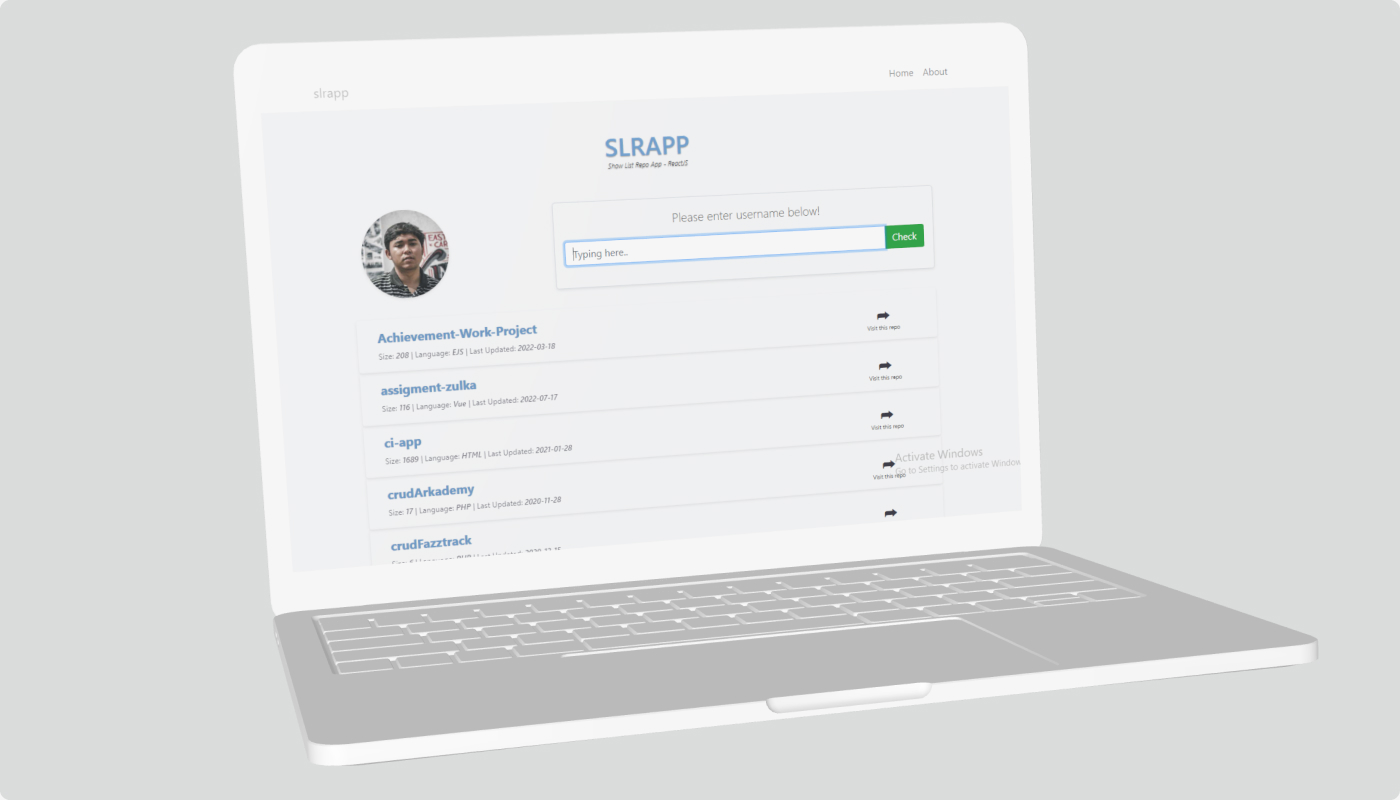 slrapp
Home About
SLRAPP
Show List Repo App - ReactJS
EAST
CAR
Please enter username below!
Typing here..
Check
Achievement-Work-Project
Size: 208 | Language: EJS | Last Updated: 2022-03-18
Visit this repo
assigment-zulka
Size: 116 | Language: Vue | Last Updated: 2022-07-17
Visit this repo
ci-app
Size: 1689 | Language: HTML | Last Updated: 2021-01-28
Visit this repo
crudArkademy
Size: 17 | Language: PHP | Last Updated: 2020-11-28
Visit this repo
Activate Windows
Go to Settings to activate Window
crudFazztrack